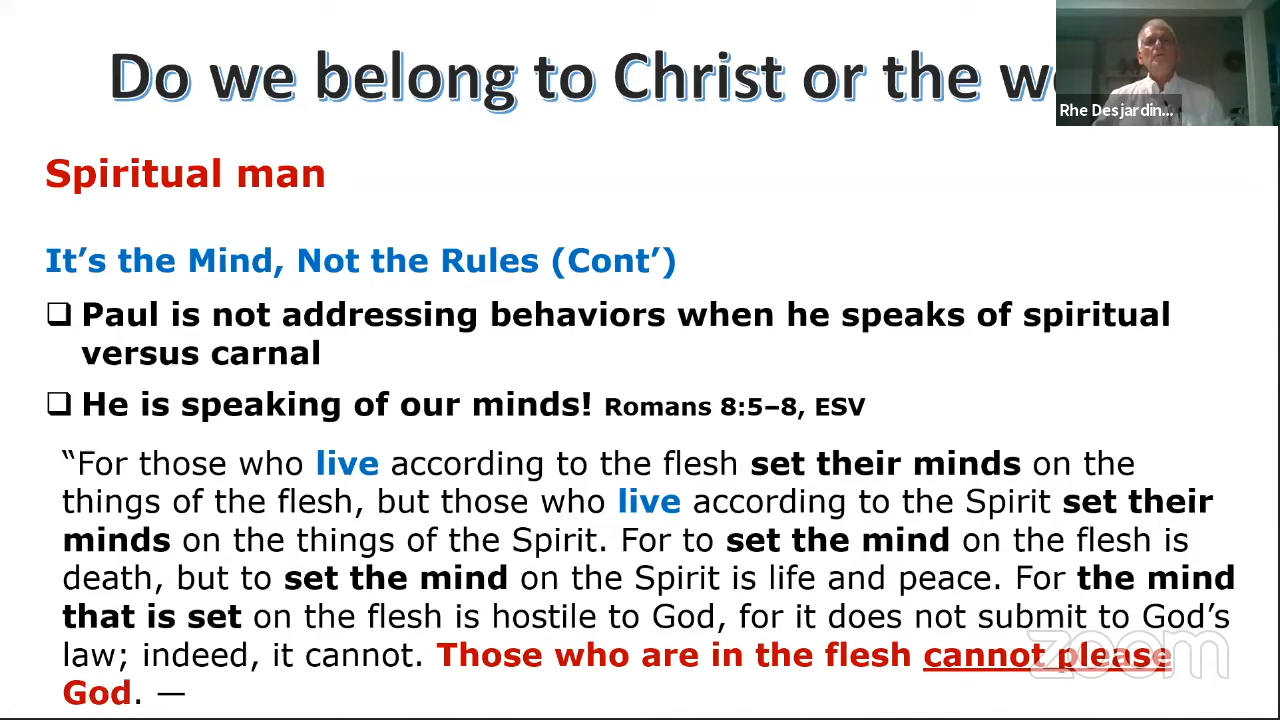 Do we belong to Christ or the
Rhe Desjardin...
Spiritual man
It’s the Mind, Not the Rules (Cont’)
❑ Paul is not addressing behaviors when he speaks of spiritual
versus carnal
❑ He is speaking of our minds! Romans 8:5–8, ESV
“For those who live according to the flesh set their minds on the
things of the flesh, but those who live according to the Spirit set their
minds on the things of the Spirit. For to set the mind on the flesh is
death, but to set the mind on the Spirit is life and peace. For the mind
that is set on the flesh is hostile to God, for it does not submit to God’s
law; indeed, it cannot. Those who are in the flesh cannot please
God. —
zoom